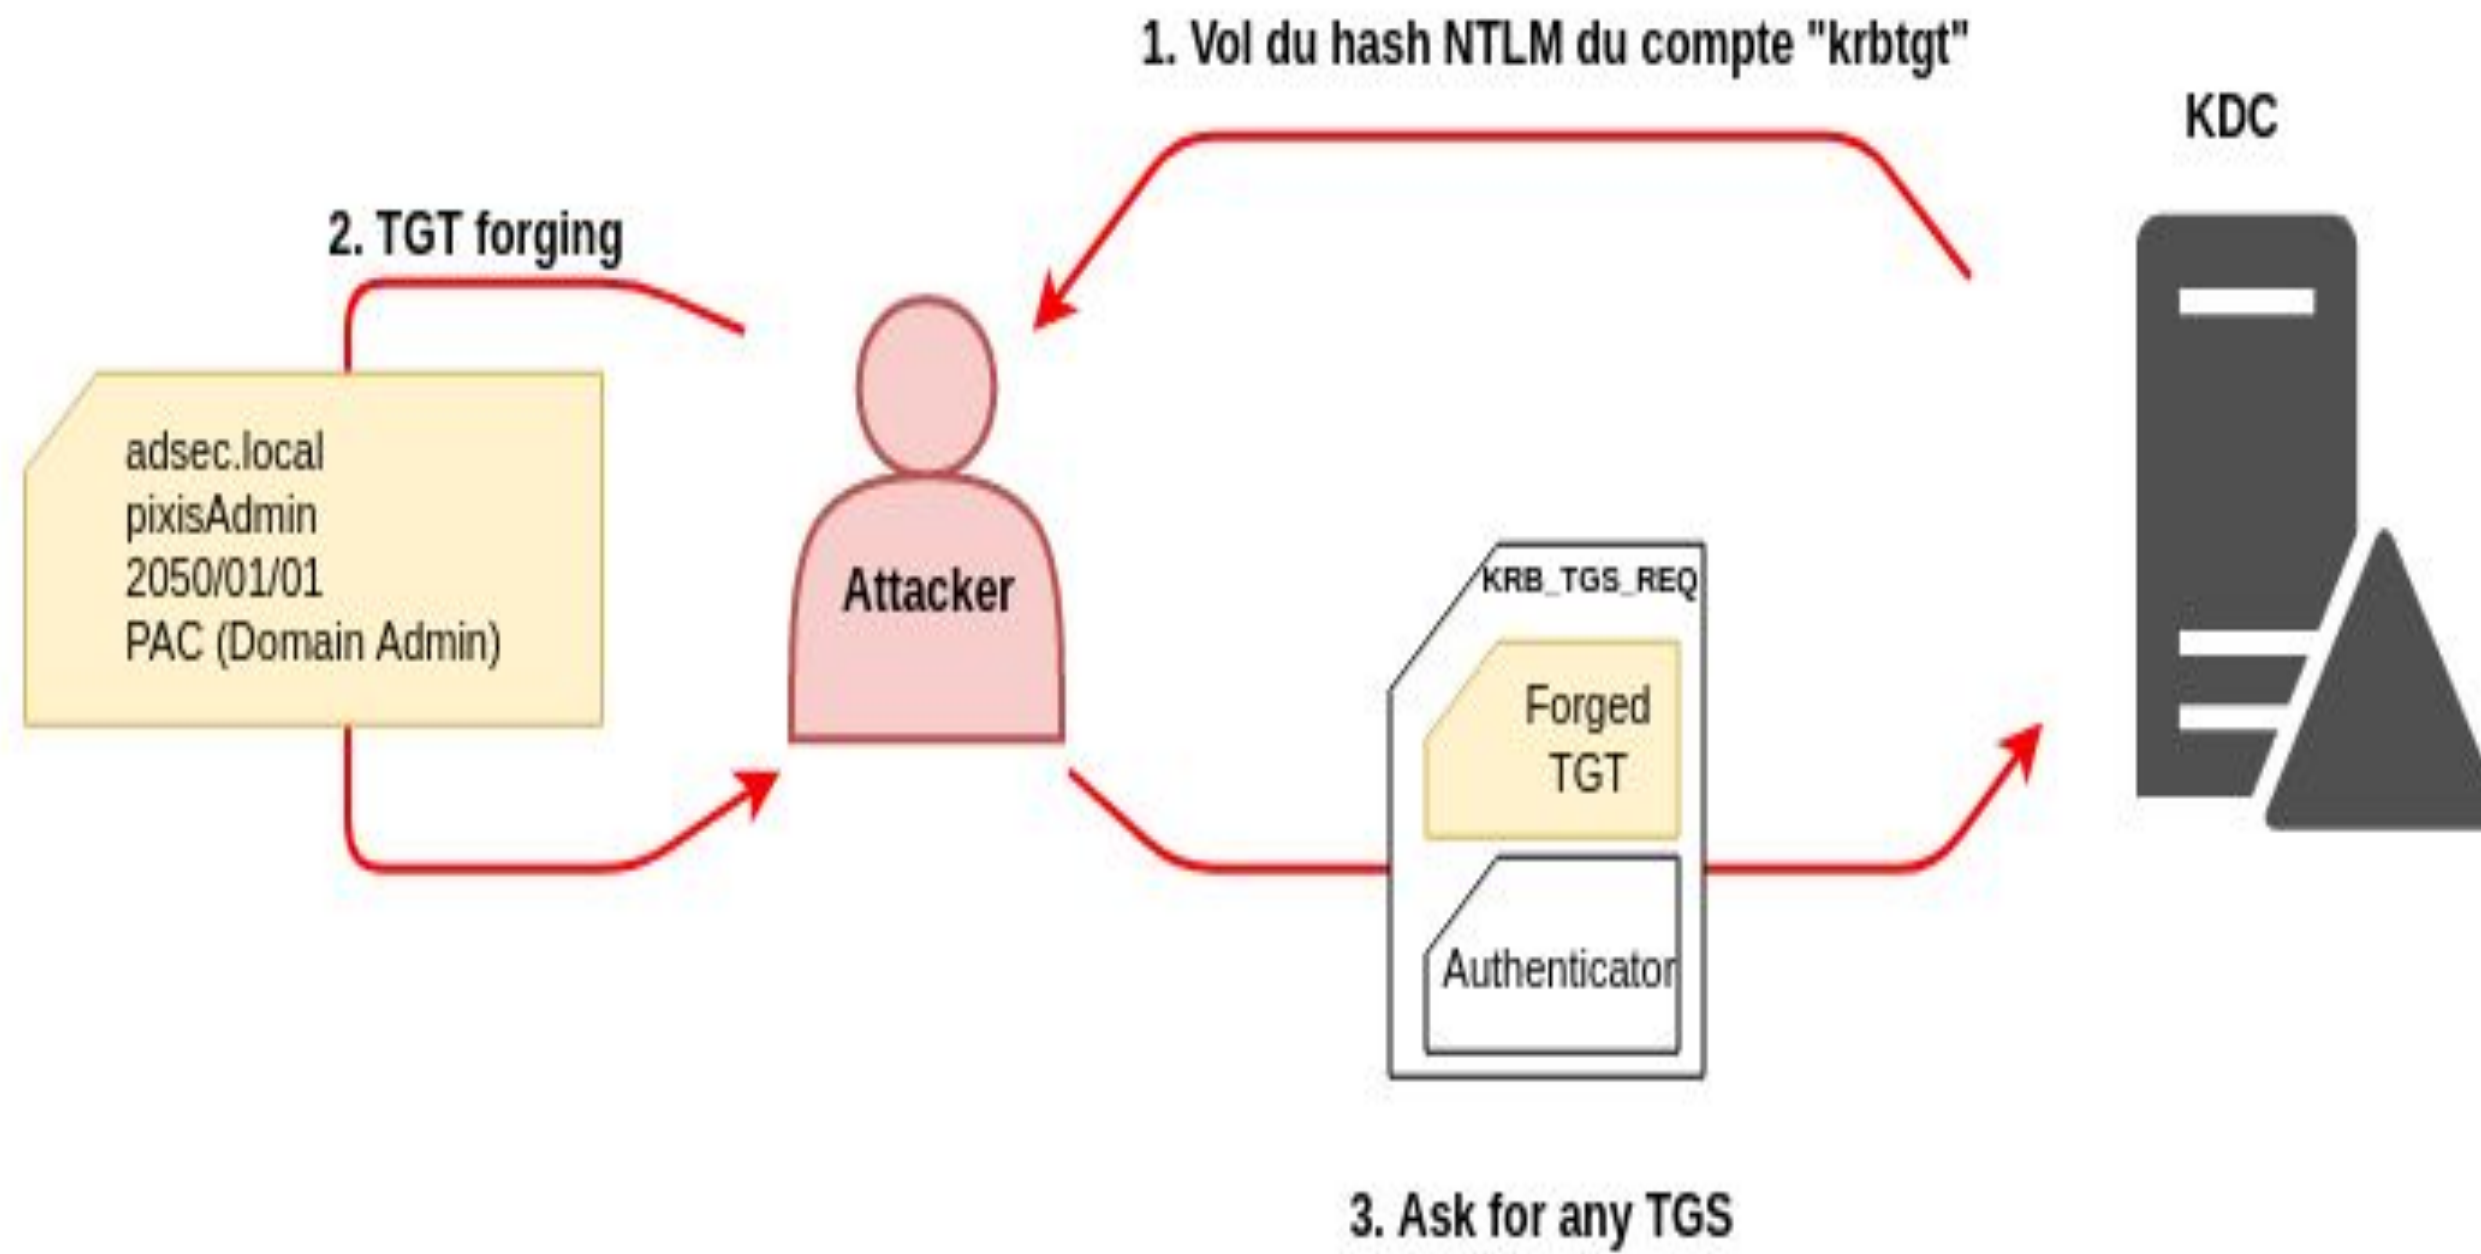 1. Vol du hash NTLM du compte "krbtgt"
KDC
2. TGT forging
adsec.local
pixisAdmin
2050/01/01
PAC (Domain Admin)
Attacker
KRB_TGS_REQ
Forged
TGT
Authenticator
3. Ask for any TGS